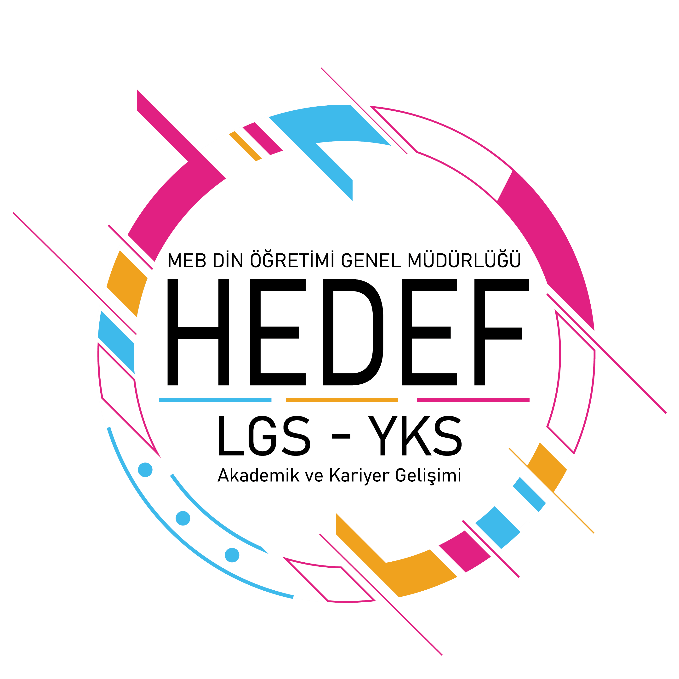 MEB DİN ÖĞRETİMİ GENEL MÜDÜRLÜĞÜ
HEDEF
LGS - YKS
Akademik ve Kariyer Gelişimi